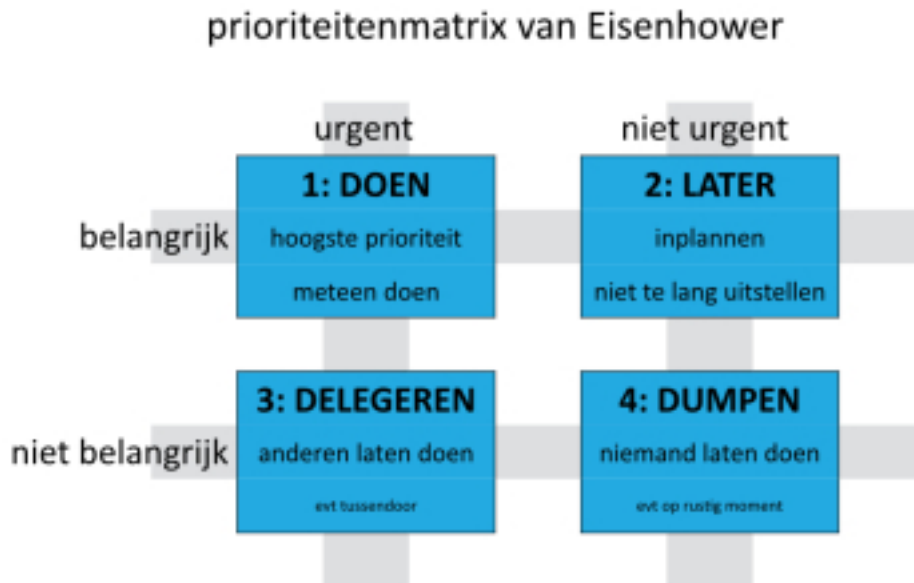 prioriteitenmatrix van Eisenhower
urgent
niet urgent
belangrijk
1: DOEN
hoogste prioriteit
meteen doen
2: LATER
inplannen
niet te lang uitstellen
niet belangrijk
3: DELEGEREN
anderen laten doen
evt tussendoor
4: DUMPEN
niemand laten doen
evt op rustig moment